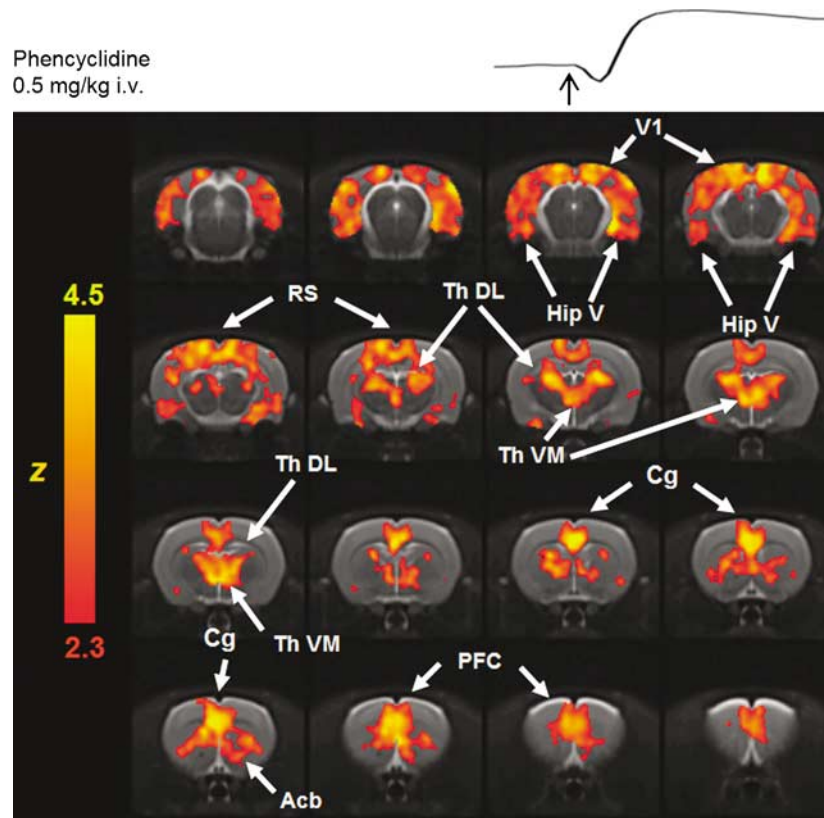 Phencyclidine
0.5 mg/kg i.v.
V1
4.5
RS
Th DL
Hip V
Hip V
z
Th VM
Th DL
Cg
2.3
Cg
Th VM
PFC
Acb